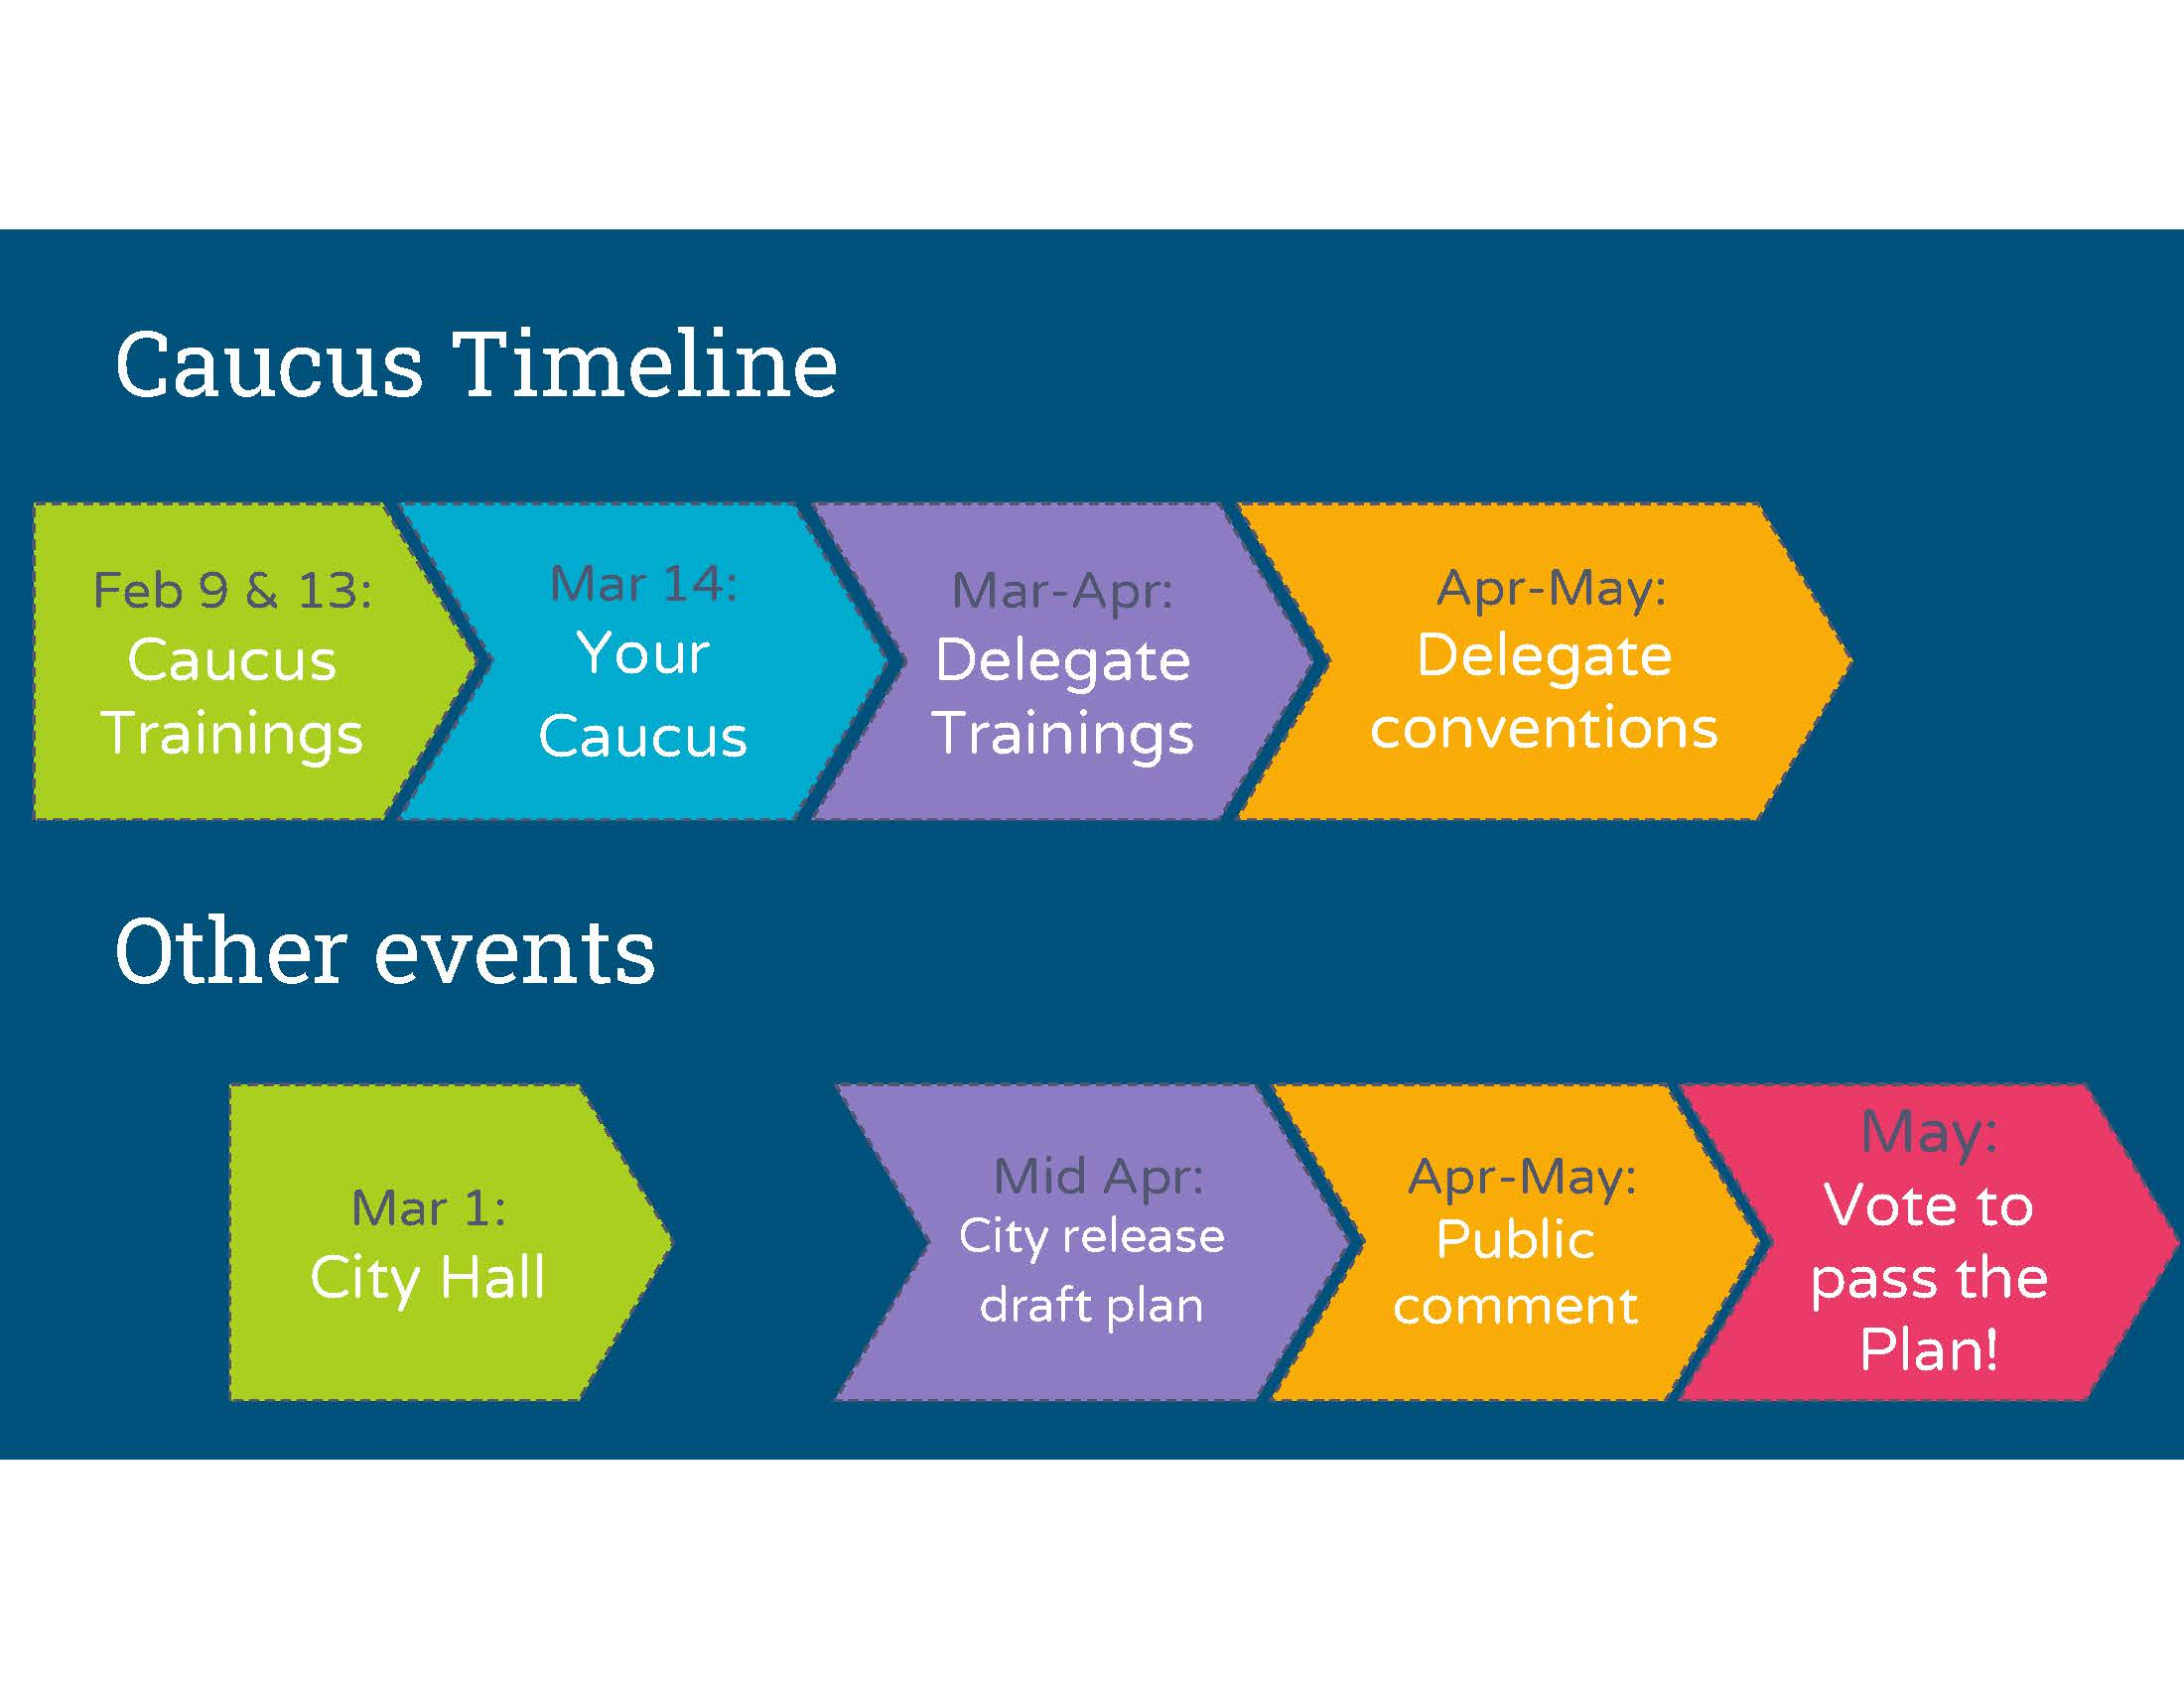 Caucus Timeline
Feb 9 & 13:
Caucus
Trainings
Mar 14:
Your
Caucus
Mar-Apr:
Delegate
Trainings
Apr-May:
Delegate
conventions
Other events
Mar 1:
City Hall
Mid Apr:
City release
draft plan
Apr-May:
Public
comment
May:
Vote to
pass the
Plan!